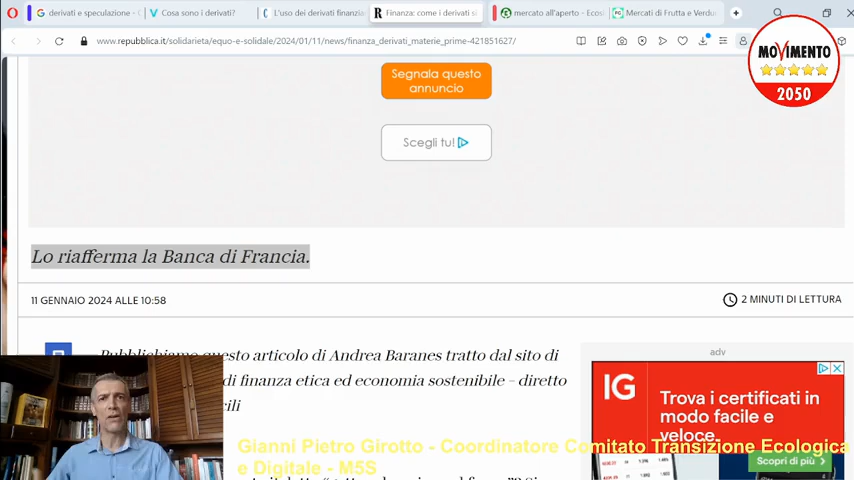 derivati e speculazione -
Cosa sono i derivati?
L'uso dei derivati finanzia
Finanza: come i derivati s
mercato all'aperto - Ecos
Mercati di Frutta e Verdu
www.repubblica.it/solidarieta/equo-e-solidale/2024/01/11/news/finanza_derivati_materie_prime-421851627/
MOVIMENTO
2050
Segnala questo
annuncio
Scegli tu!
Lo riafferma la Banca di Francia.
11 GENNAIO 2024 ALLE 10:58
2 MINUTI DI LETTURA
Pubblichiamo questo articolo di Andrea Baranes tratto dal sito di
di finanza etica ed economia sostenibile – diretto
adv
IG
Trova i certificati in
modo facile e
veloce.
Scopri di più
Gianni Pietro Girotto - Coordinatore Comitato Transizione Ecologica
e Digitale - M5S